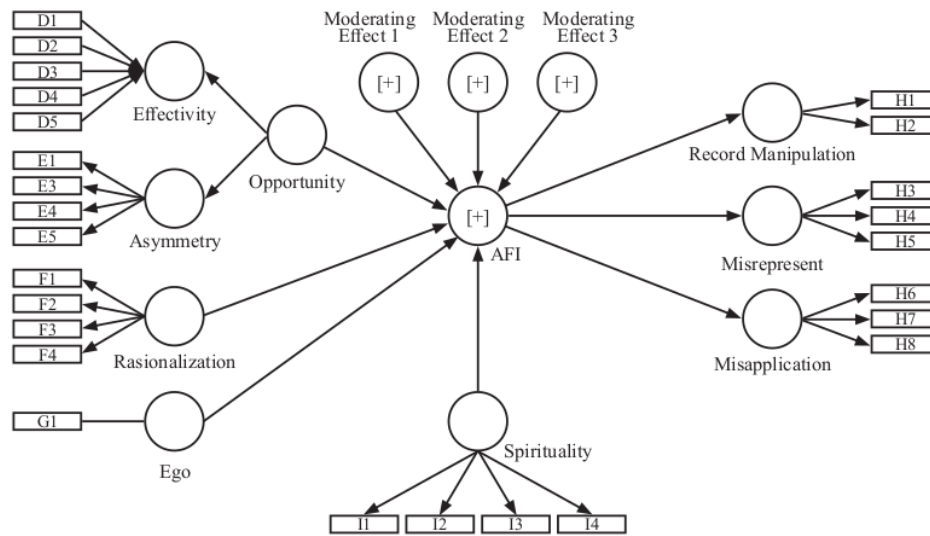 D1
D2
D3
D4
D5
Effectivity
E1
E3
E4
E5
Asymmetry
F1
F2
F3
F4
Rasionalization
G1
Ego
Opportunity
Moderating
Effect 1
[+]
Moderating
Effect 2
[+]
Moderating
Effect 3
[+]
[+]
AFI
Spirituality
I1
I2
I3
I4
Record Manipulation
H1
H2
Misrepresent
H3
H4
H5
Misapplication
H6
H7
H8